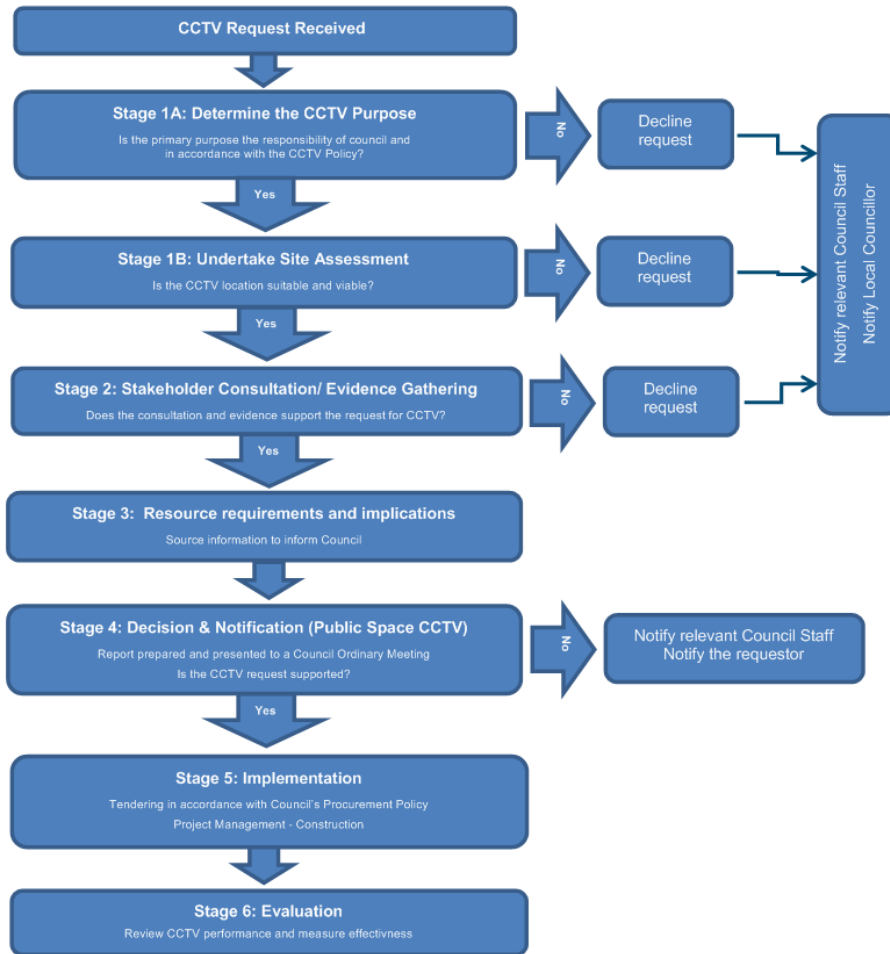 CCTV Request Received
Stage 1A: Determine the CCTV Purpose
Is the primary purpose the responsibility of council and
in accordance with the CCTV Policy?
No
Decline
request
Yes
Stage 1B: Undertake Site Assessment
Is the CCTV location suitable and viable?
No
Decline
request
Notify relevant Council Staff
Notify Local Councillor
Yes
Stage 2: Stakeholder Consultation/ Evidence Gathering
Does the consultation and evidence support the request for CCTV?
No
Decline
request
Yes
Stage 3:  Resource requirements and implications
Source information to inform Council
Stage 4: Decision & Notification (Public Space CCTV)
Report prepared and presented to a Council Ordinary Meeting
Is the CCTV request supported?
No
Notify relevant Council Staff
Notify the requestor
Yes
Stage 5: Implementation
Tendering in accordance with Council's Procurement Policy
Project Management - Construction
Stage 6: Evaluation
Review CCTV performance and measure effectivness